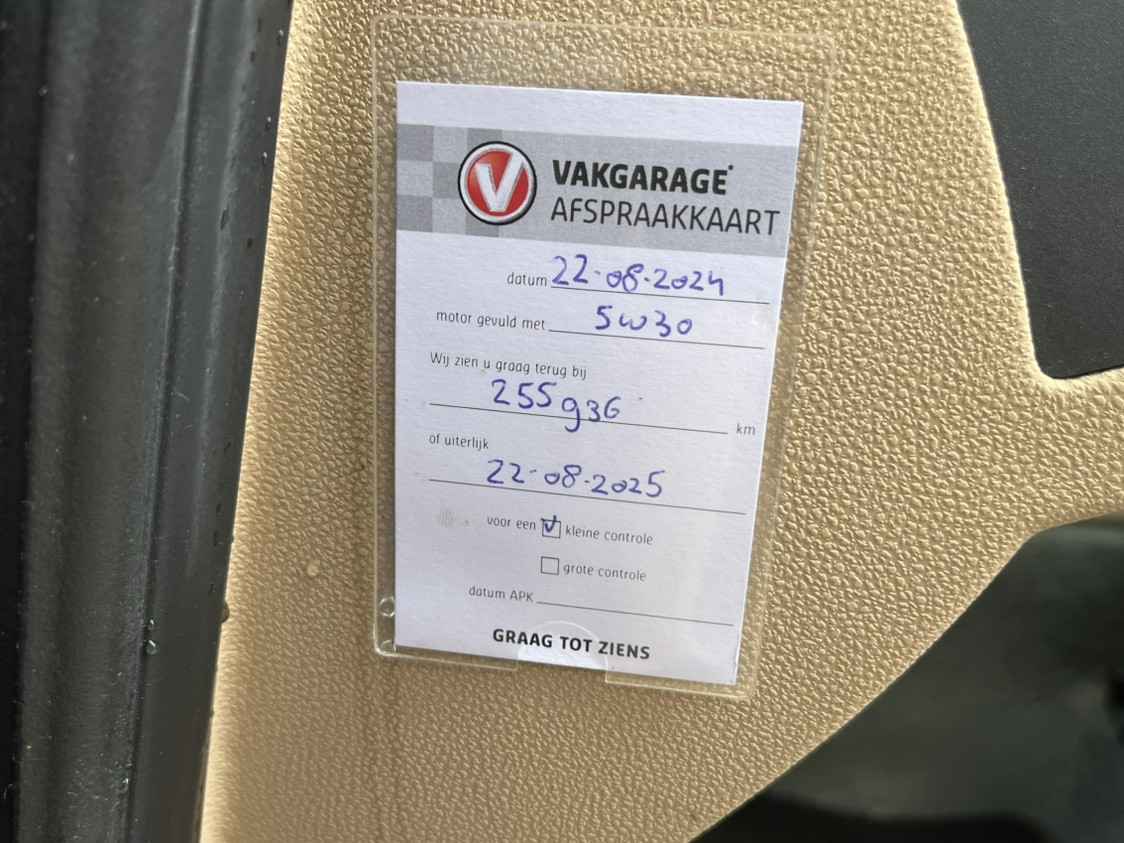 V
VAKGARAGE*
AFSPRAAKKAART
datum 22-08-2024
motor gevuld met 5w30
Wij zien u graag terug bij
255936 km
of uiterlijk
22-08-2025
voor een kleine controle
grote controle
datum APK
GRAAG TOT ZIENS